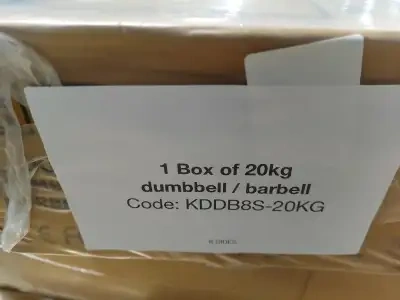 1 Box of 20kg
dumbbell / barbell
Code: KDDB8S-20KG